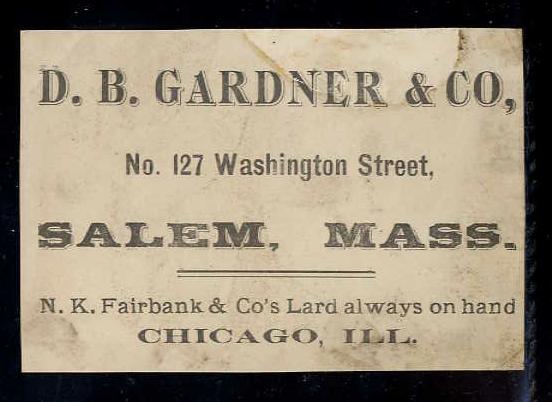 D. B. GARDNER & CO,
No. 127 Washington Street,
SALEM, MASS.
N. K. Fairbank & Co's Lard always on hand
CHICAGO, ILL.